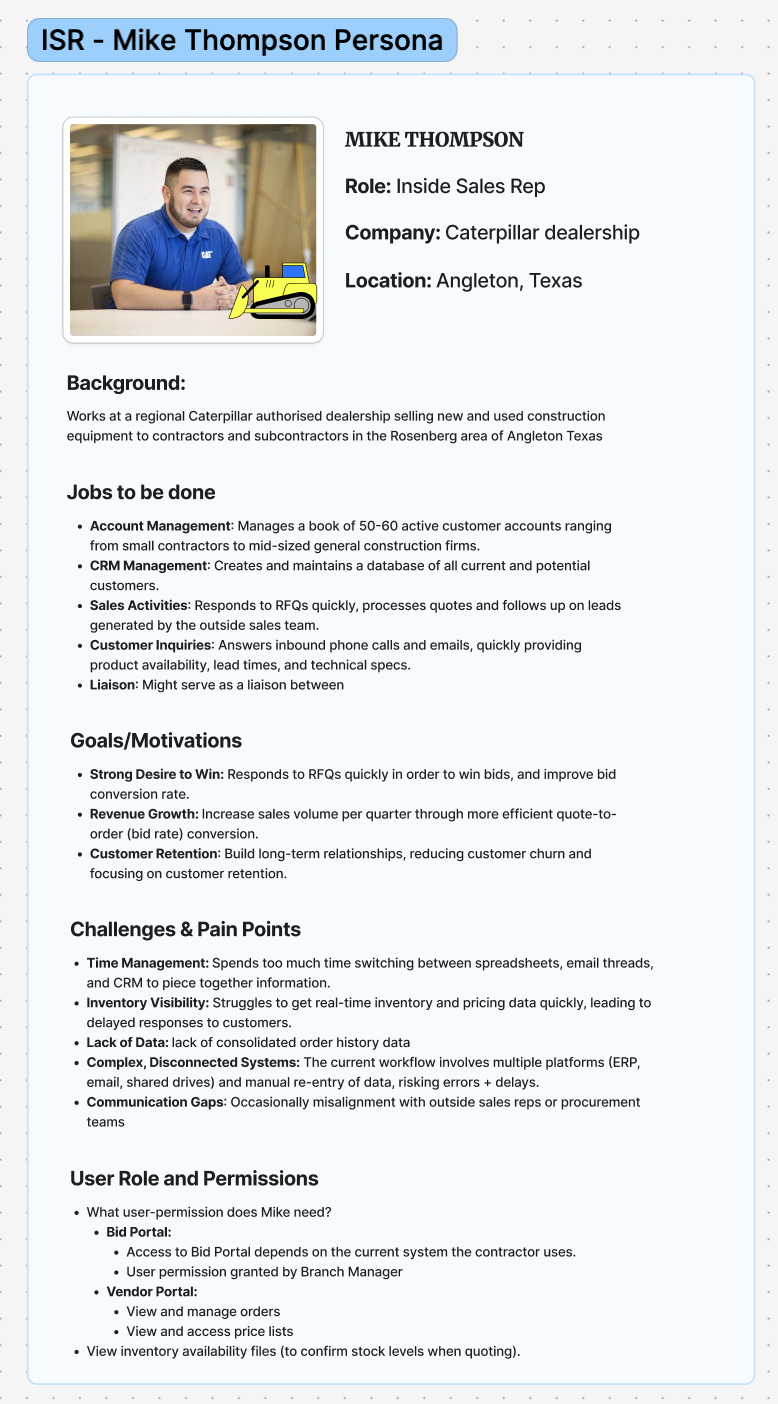 ISR - Mike Thompson Persona
MIKE THOMPSON
Role: Inside Sales Rep
Company: Caterpillar dealership
Location: Angleton, Texas
CAT
Background:
Works at a regional Caterpillar authorised dealership selling new and used construction
equipment to contractors and subcontractors in the Rosenberg area of Angleton Texas
Jobs to be done
• Account Management: Manages a book of 50-60 active customer accounts ranging
from small contractors to mid-sized general construction firms.
• CRM Management: Creates and maintains a database of all current and potential
customers.
• Sales Activities: Responds to RFQs quickly, processes quotes and follows up on leads
generated by the outside sales team.
• Customer Inquiries: Answers inbound phone calls and emails, quickly providing
product availability, lead times, and technical specs.
• Liaison: Might serve as a liaison between
Goals/Motivations
• Strong Desire to Win: Responds to RFQs quickly in order to win bids, and improve bid
conversion rate.
• Revenue Growth: Increase sales volume per quarter through more efficient quote-to-
order (bid rate) conversion.
• Customer Retention: Build long-term relationships, reducing customer churn and
focusing on customer retention.
Challenges & Pain Points
• Time Management: Spends too much time switching between spreadsheets, email threads,
and CRM to piece together information.
• Inventory Visibility: Struggles to get real-time inventory and pricing data quickly, leading to
delayed responses to customers.
• Lack of Data: lack of consolidated order history data
• Complex, Disconnected Systems: The current workflow involves multiple platforms (ERP,
email, shared drives) and manual re-entry of data, risking errors + delays.
• Communication Gaps: Occasionally misalignment with outside sales reps or procurement
teams
User Role and Permissions
• What user-permission does Mike need?
• Bid Portal:
• Access to Bid Portal depends on the current system the contractor uses.
• User permission granted by Branch Manager
• Vendor Portal:
• View and manage orders
• View and access price lists
• View inventory availability files (to confirm stock levels when quoting).